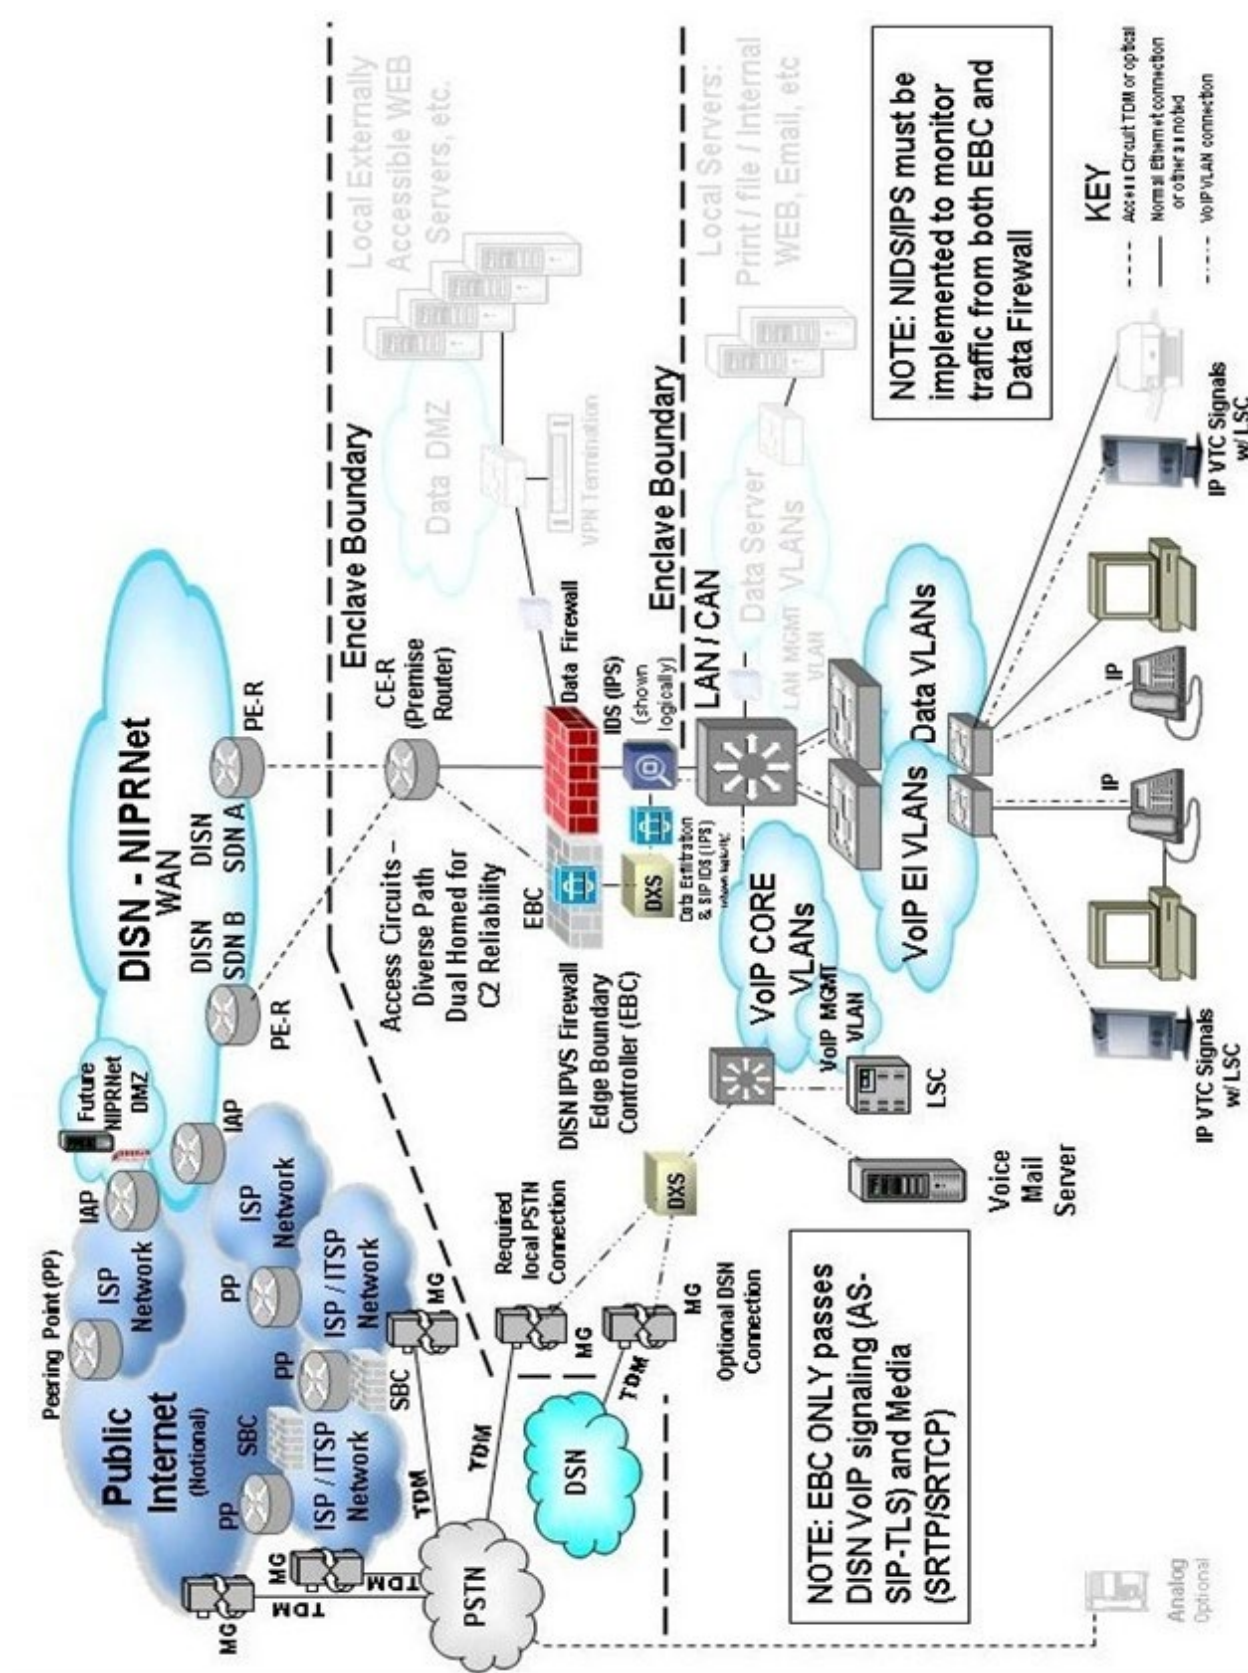 Public
Internet
(Notional)
Peering Point (PP)
ISP
Network
IAP
Future
NIPRNet
DMZ
IAP
ISP
Network
PP
ISP / ITSP
Network
PP
SBC
SBC
PP
ISP / ITSP
Network
MG
MG
MG
TDM
TDM
TDM
TDM
PSTN
DISN - NIPRNet
WAN
DISN
SDN B
DISN
SDN A
PE-R
PE-R
Enclave Boundary
CE-R
(Premise
Router)
Access Circuits –
Diverse Path
Dual Homed for
C2 Reliability
Local Externally
Accessible WEB
Servers, etc.
Data DMZ
VPN Termination
Data Firewall
EBC
DISN IPVS Firewall
Edge Boundary
Controller (EBC)
DXS
Data Exfiltration
& SIP IDS (IPS)
IDS (IPS)
(shown
logically)
Enclave Boundary
LAN / CAN
Required
local PSTN
Connection
MG
DSN
TDM
MG
Optional DSN
Connection
DXS
VoIP CORE
VLANs
VoIP MGMT
VLAN
LSC
Voice
Mail
Server
Data Server
VLANs
LAN MGMT
VLAN
Local Servers:
Print / file / Internal
WEB, Email, etc
VoIP EI VLANs
Data VLANs
IP
IP
IP VTC Signals
w/ LSC
IP VTC Signals
w/ LSC
NOTE: EBC ONLY passes
DISN VoIP signaling (AS-
SIP-TLS) and Media
(SRTP/SRTCP)
NOTE: NIDS/IPS must be
implemented to monitor
traffic from both EBC and
Data Firewall
KEY
Access Circuit TDM or optical
Normal Ethernet connection
or other as noted
VoIP VLAN connection
Analog
Optional